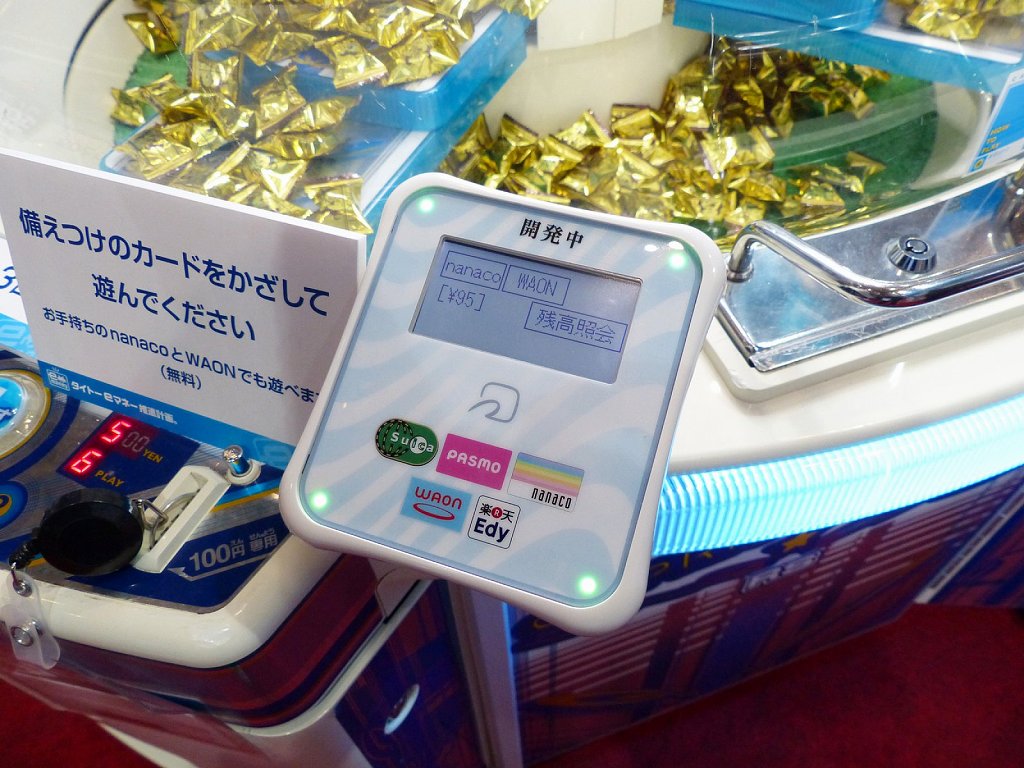 備えつけのカードをかざして
遊んでください
お手持ちのnanacoとWAONでも遊べま
(無料)
タイトーeマネー推進計画。
500 YEN
6 PLAY
100円専用
開発中
nanaco WAON
[¥95]
残高照会
Suica
PASMO
nanaco
WAON
楽天
Edy